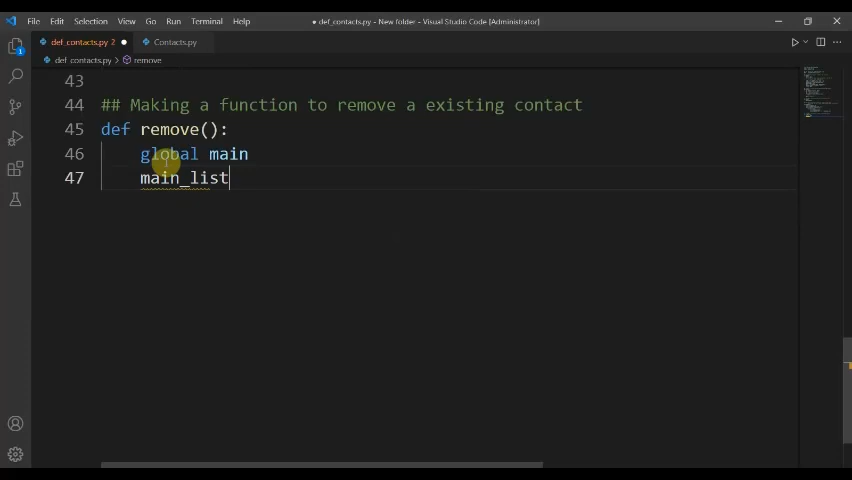 File Edit Selection View Go Run Terminal Help
● def_contacts.py - New folder - Visual Studio Code [Administrator]
def_contacts.py 2 ● Contacts.py
def_contacts.py > remove
1
43
44 ## Making a function to remove a existing contact
45 def remove():
46 global main
47 main_list